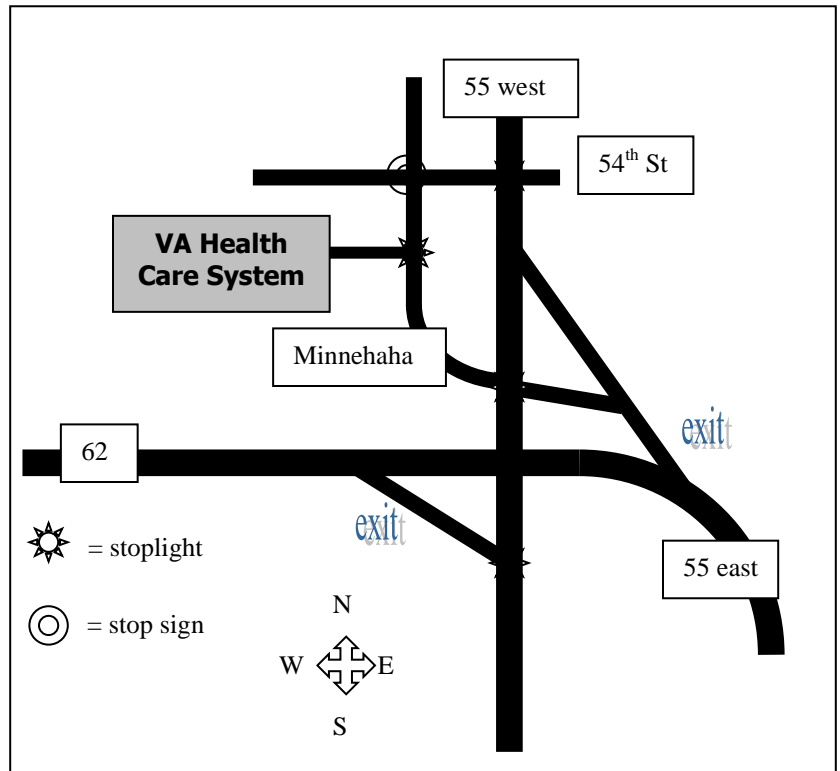 55 west
54th St
VA Health
Care System
Minnehaha
exit
62
exit
= stoplight
55 east
= stop sign
N
W E
S